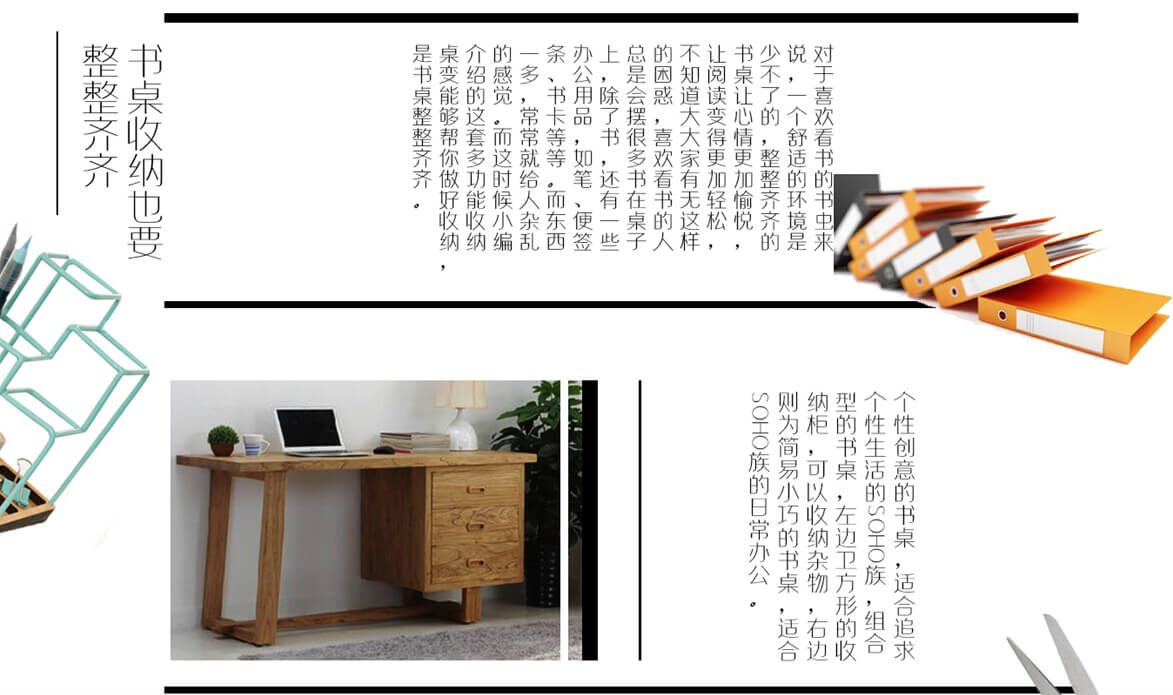 书桌收纳也要
整整齐齐
对于喜欢看书的书虫来
说，一个舒适的环境是
少不了的，整整齐齐的
书桌让心情更加愉悦，
让阅读变得更加轻松，
不知道大家有无这样
的困惑，喜欢看书的人
总是会摆很多书在桌子
上，除了书，还有一些
办公用品，如笔、便签
条、书卡等等。而东西
一多，常常就给人杂乱
的感觉。而这时候小编
介绍的这套多功能收纳
桌变能够帮你做好收纳，
是书桌整整齐齐。
个性创意的书桌，适合追求
个性生活的SOHO族，组合
型的书桌，左边卫方形的收
纳柜，可以收纳杂物，右边
则为简易小巧的书桌，适合
SOHO族的日常办公。